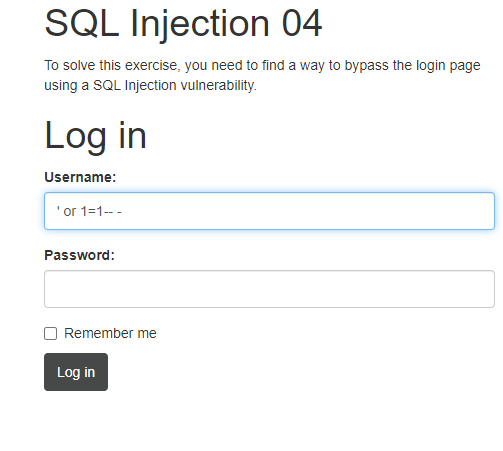 SQL Injection 04
To solve this exercise, you need to find a way to bypass the login page
using a SQL Injection vulnerability.
Log in
Username:
' or 1=1-- -
Password:
Remember me
Log in